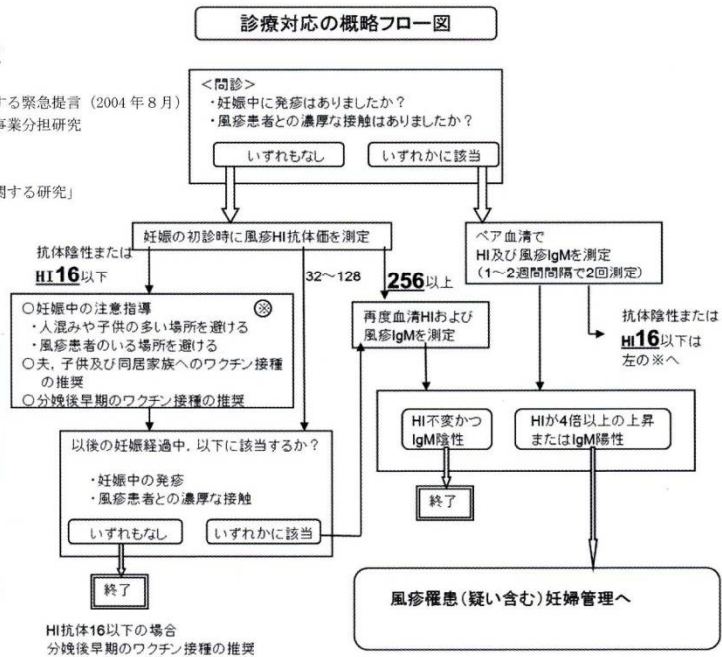 診療対応の概略フロー図
する緊急提言（2004年8月）
事業分担研究
関する研究」
＜問診＞
・妊娠中に発疹はありましたか？
・風疹患者との濃厚な接触はありましたか？
いずれもなし
いずれかに該当
妊娠の初診時に風疹HI抗体価を測定
ペア血清で
HI及び風疹IgMを測定
（1～2週間間隔で2回測定）
抗体陰性または
HI16以下
32～128
256以上
抗体陰性または
HI16以下は
左の※へ
○妊娠中の注意指導 ※
・人混みや子供の多い場所を避ける
・風疹患者のいる場所を避ける
○夫，子供及び同居家族へのワクチン接種
の推奨
○分娩後早期のワクチン接種の推奨
再度血清HIおよび
風疹IgMを測定
HI不変かつ
IgM陰性
HIが4倍以上の上昇
またはIgM陽性
以後の妊娠経過中，以下に該当するか？
・妊娠中の発疹
・風疹患者との濃厚な接触
いずれもなし
いずれかに該当
終了
終了
風疹罹患（疑い含む）妊婦管理へ
HI抗体16以下の場合
分娩後早期のワクチン接種の推奨